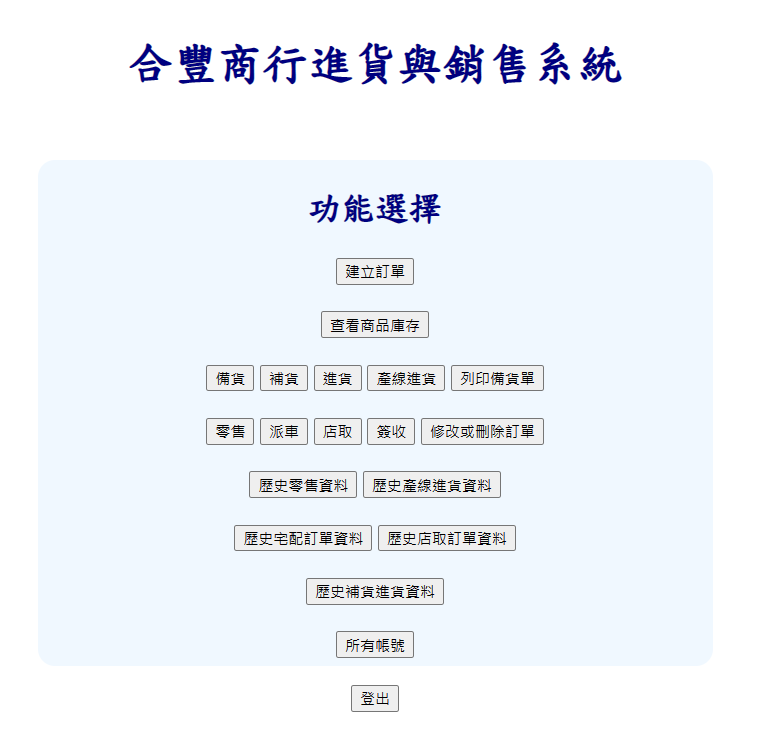 合豐商行進貨與銷售系統
功能選擇
建立訂單
查看商品庫存
備貨 補貨 進貨 產線進貨 列印備貨單
零售 派車 店取 簽收 修改或刪除訂單
歷史零售資料 歷史產線進貨資料
歷史宅配訂單資料 歷史店取訂單資料
歷史補貨進貨資料
所有帳號
登出